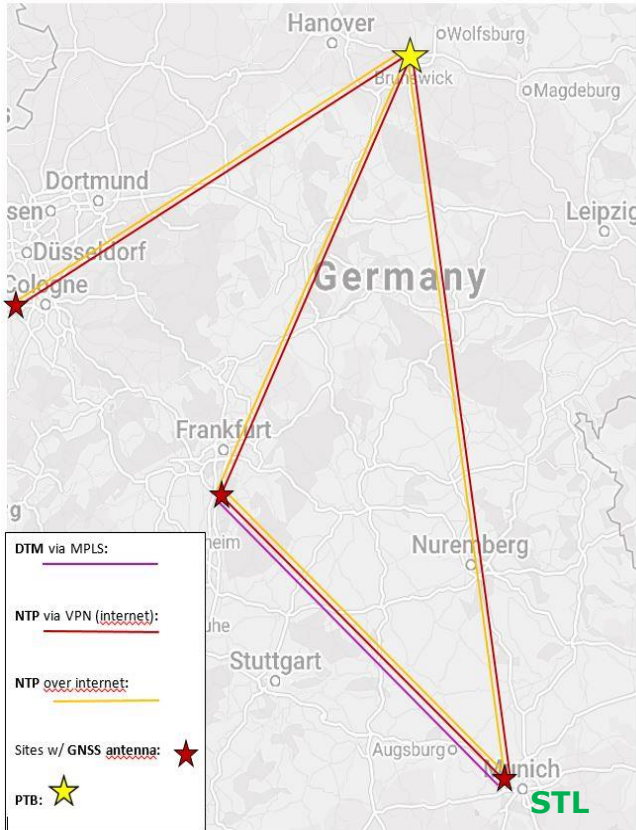 Hanover
Wolfsburg
Brunswick
Magdeburg
Dortmund
sen
Leipzig
Düsseldorf
Cologne
Germany
Frankfurt
g
DTM via MPLS:
heim
Nuremberg
NTP via VPN (internet):
uhe
Stuttgart
NTP over internet:
Sites w/ GNSS antenna:
Augsburg
Munich
PTB:
STL